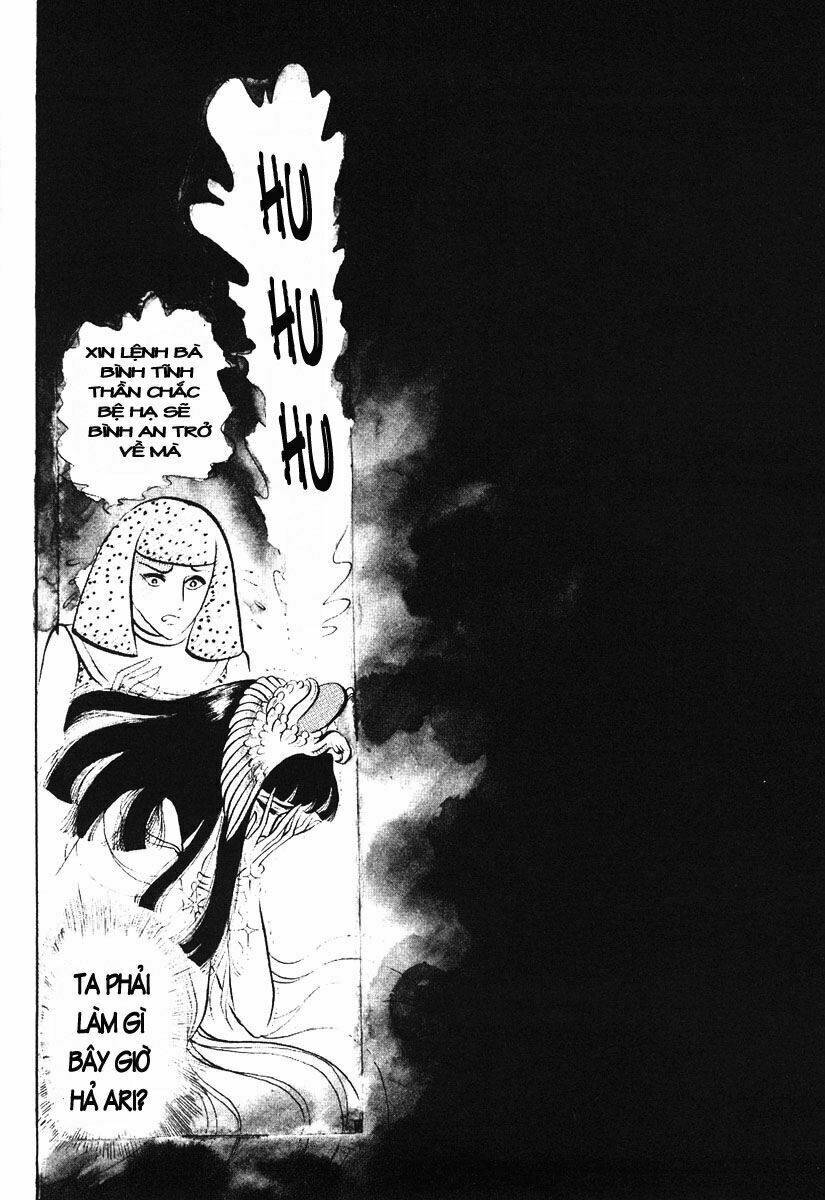 HU
HU
HU
XIN LỆNH BÀ
BÌNH TĨNH
THẦN CHẮC
BỆ HẠ SẼ
BÌNH AN TRỞ
VỀ MÀ
TA PHẢI
LÀM GÌ
BÂY GIỜ
HẢ ARI?